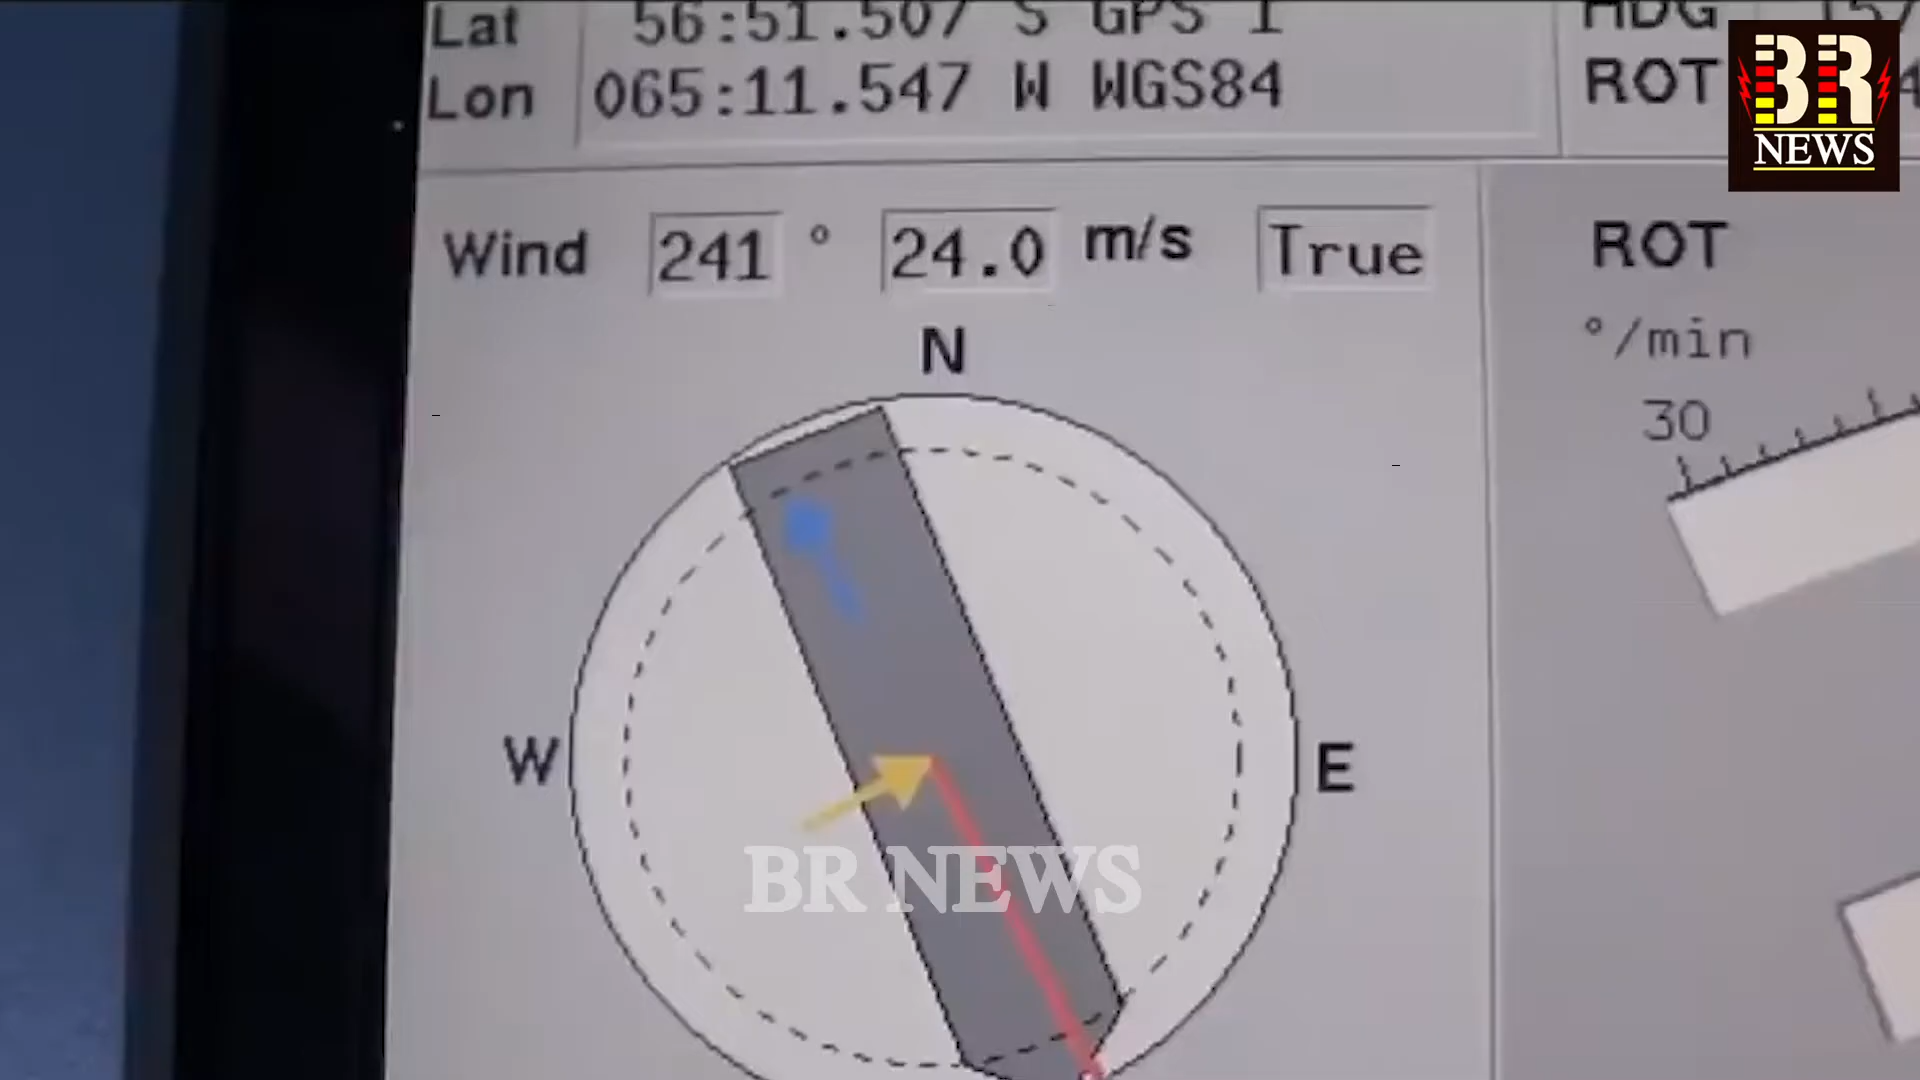 Lat 56:51.507 S GPS 1
Lon 065:11.547 W WGS84
HDG
ROT
BR
NEWS
Wind 241 ° 24.0 m/s True
ROT
°/min
30
N
W E
BR NEWS